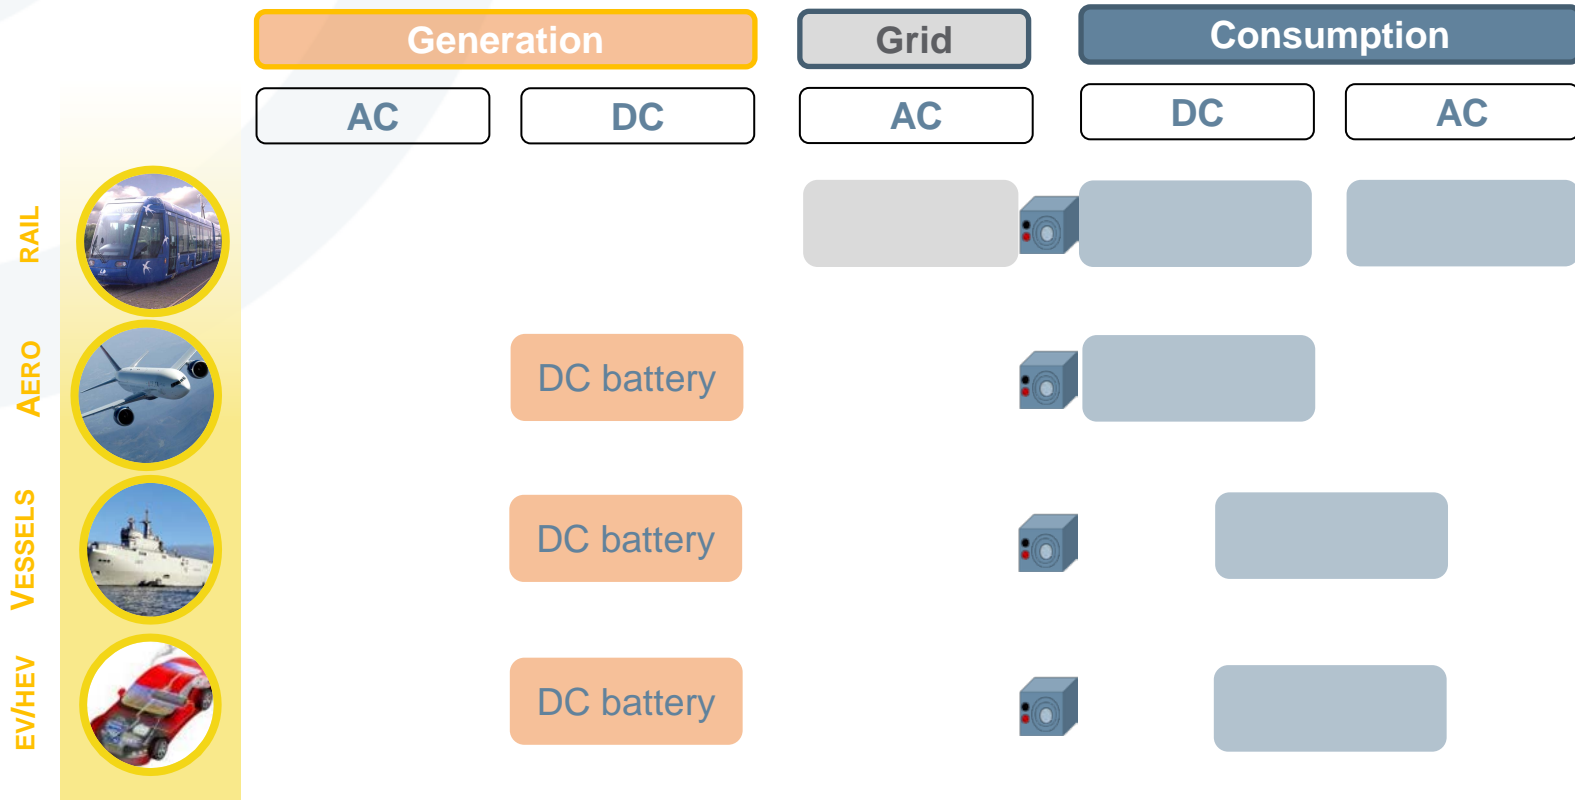 Generation
Grid
Consumption
AC
DC
AC
DC
AC
RAIL
AERO
DC battery
VESSELS
DC battery
EV/HEV
DC battery